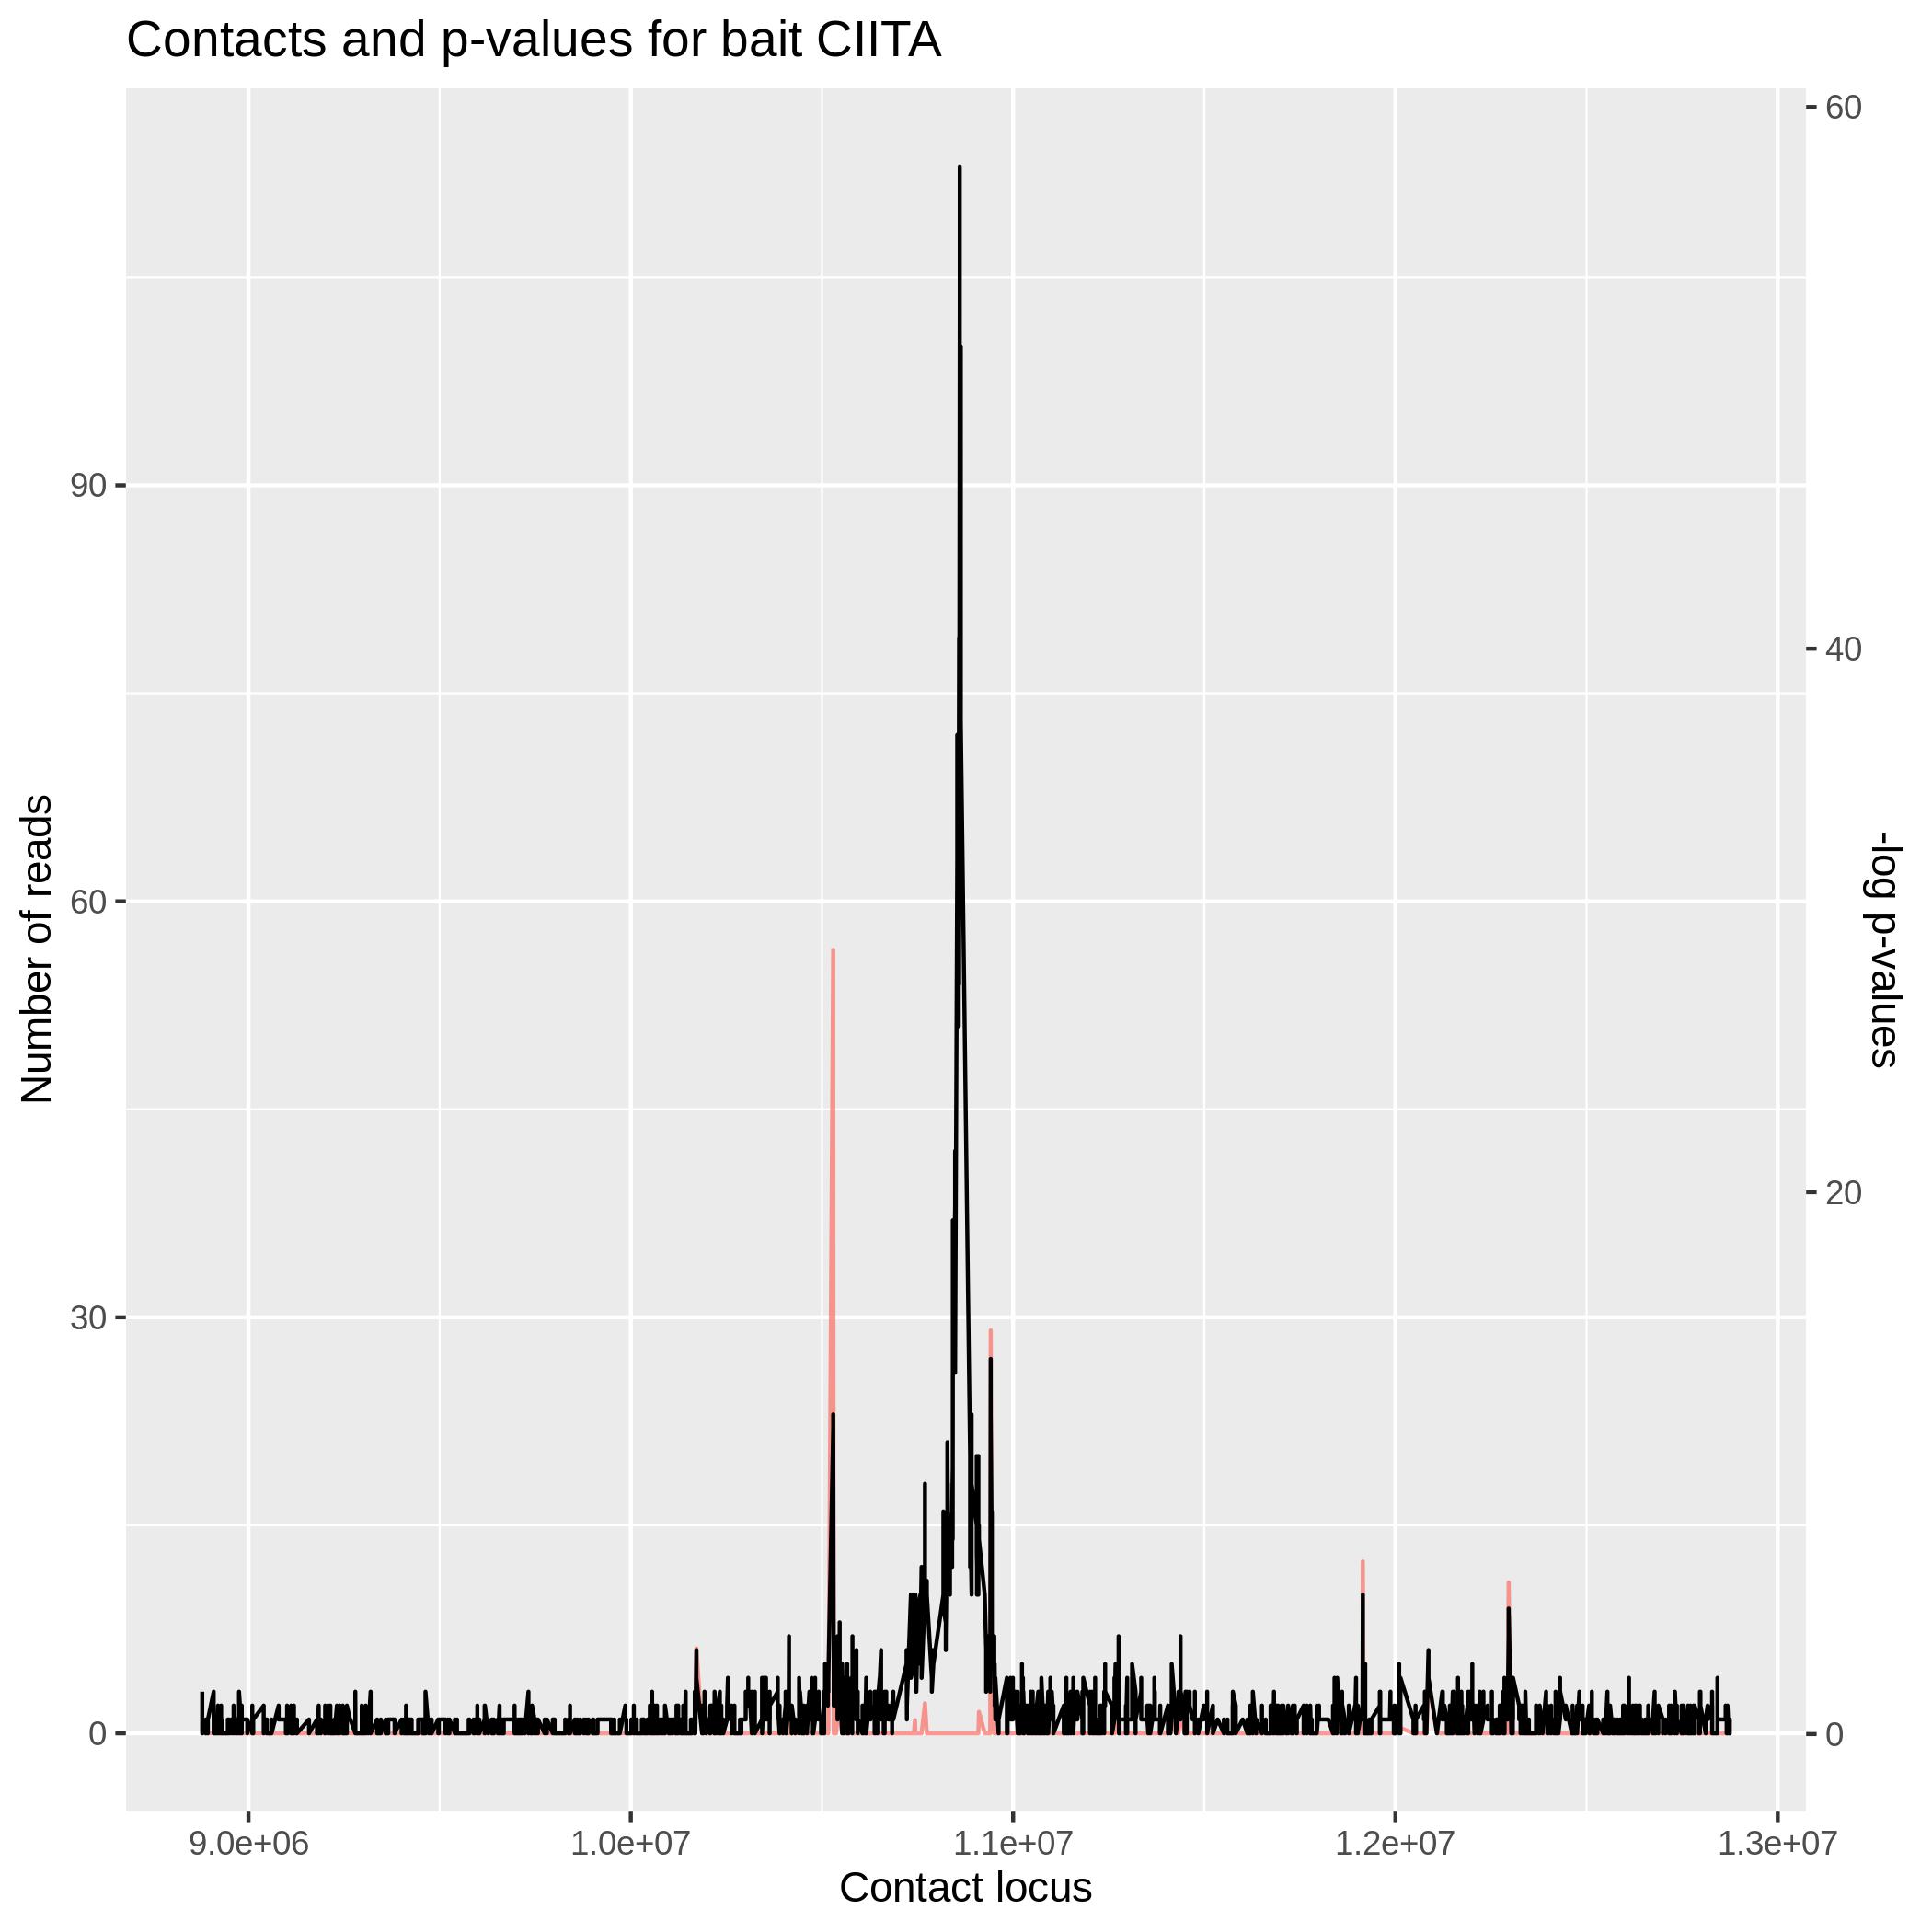 Contacts and p-values for bait CIITA
Number of reads
90
60
30
0
60
40
20
0
-log p-values
9.0e+06
1.0e+07
1.1e+07
1.2e+07
1.3e+07
Contact locus